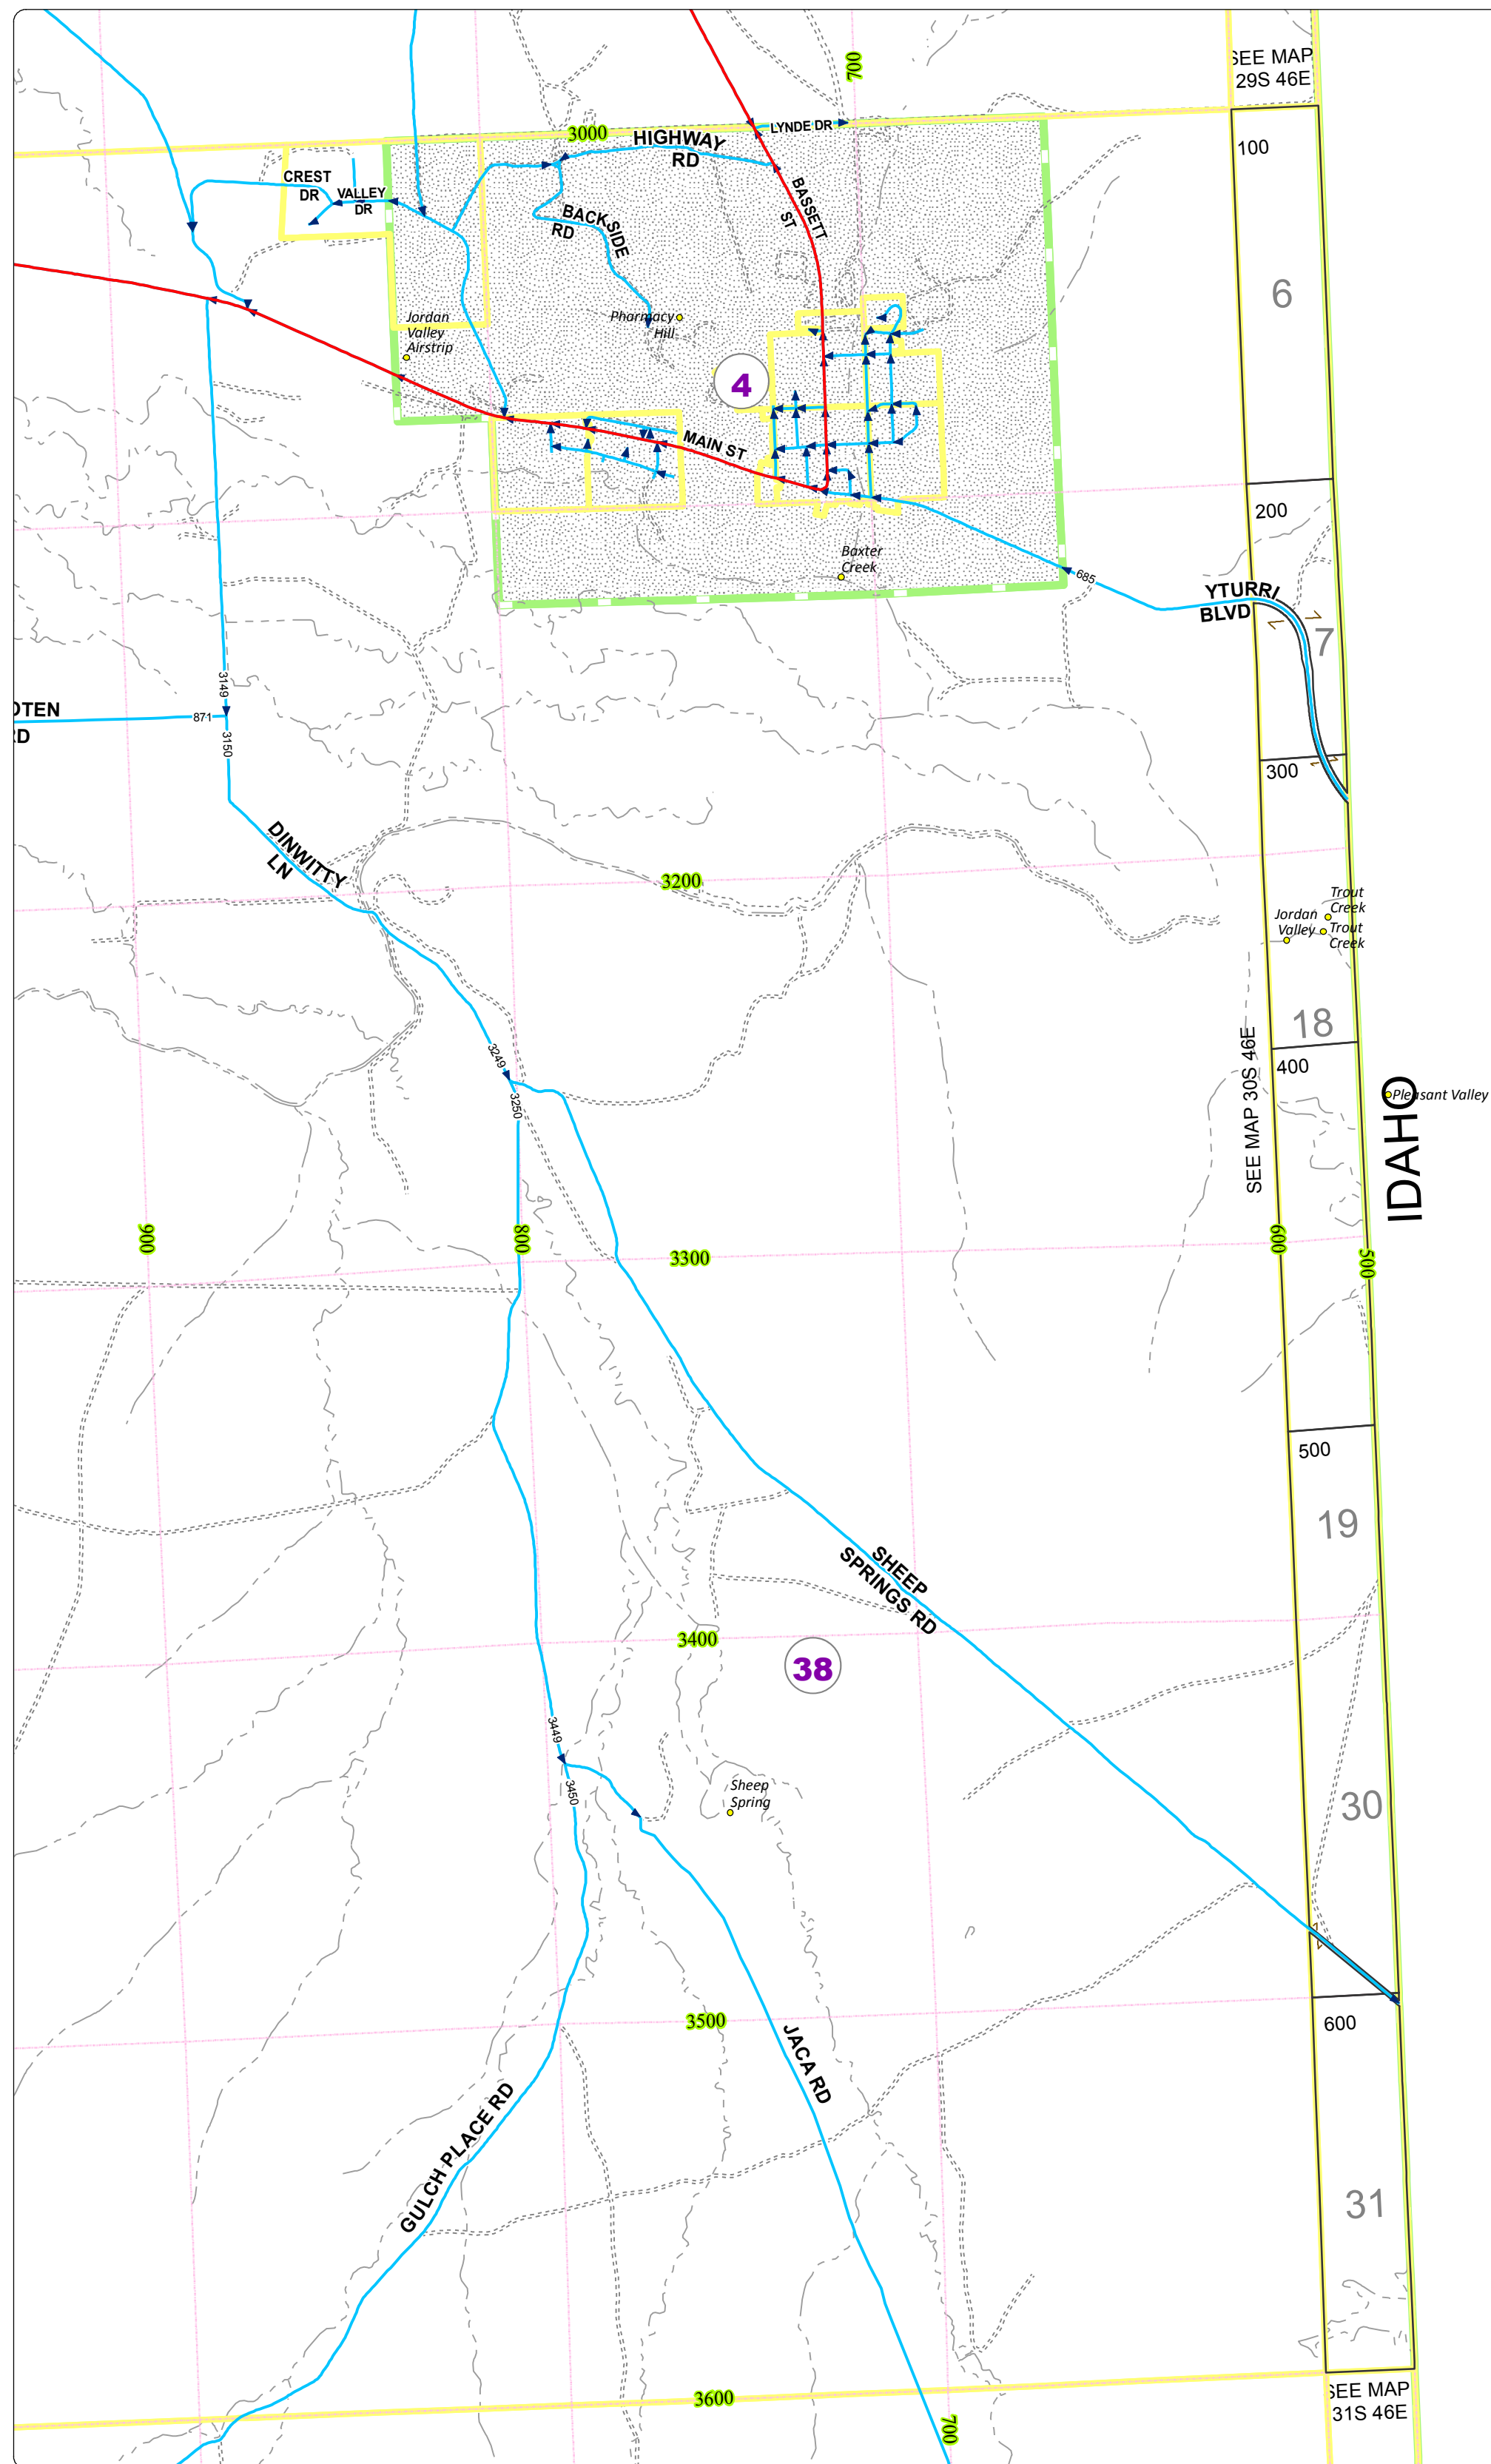 SEE MAP
29S 46E
700
LYNDE DR
3000
HIGHWAY
RD
100
CREST
DR
VALLEY
DR
BASSETT
ST
BACK SIDE
RD
6
Jordan
Valley
Airstrip
Pharmacy
Hill
4
MAIN ST
200
Baxter
Creek
685
YTURRI
BLVD
7
3149
OTEN
RD
871
3150
300
DINWITTY
LN
3200
Trout
Creek
Jordan
Valley
Trout
Creek
18
3249
400
SEE MAP 30S 46E
3250
Pleasant Valley
IDAHO
900
800
600
3300
500
500
19
SHEEP
SPRINGS RD
3400
38
3449
3450
Sheep
Spring
30
3500
600
JACA RD
GULCH PLACE RD
31
3600
700
SEE MAP
31S 46E